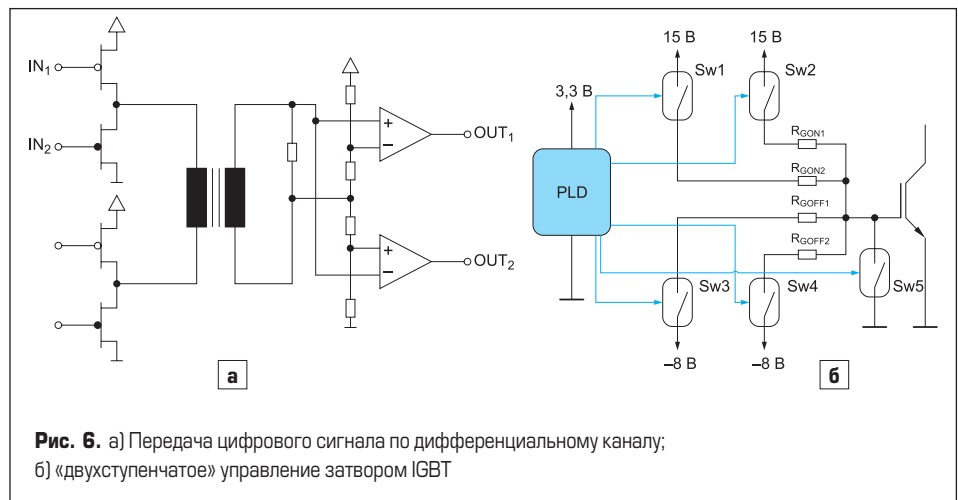 IN₁
IN₂
OUT₁
OUT₂
а
15 В
15 В
Sw1
Sw2
3,3 В
PLD
RGON1
RGON2
RGOFF1
RGOFF2
Sw3
Sw4
Sw5
–8 В
–8 В
б
Рис. 6. а) Передача цифрового сигнала по дифференциальному каналу;
б) «двухступенчатое» управление затвором IGBT